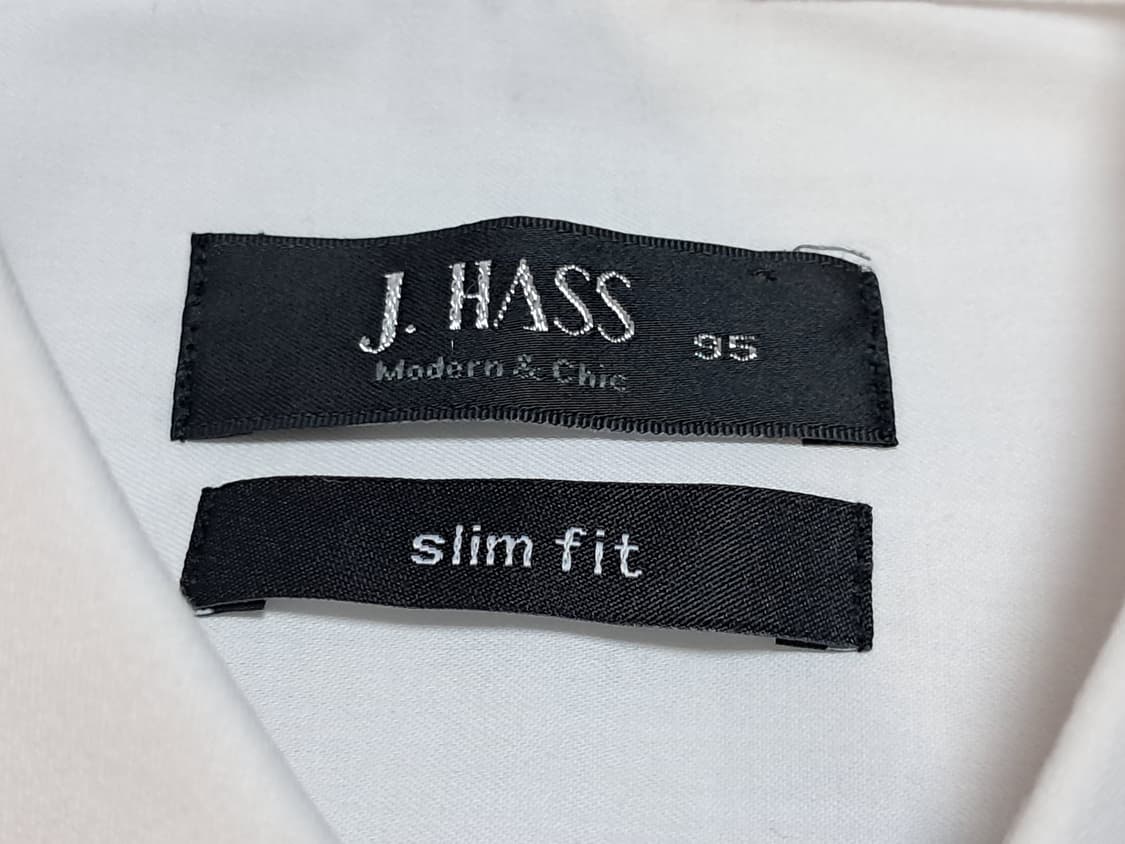 J. HASS 95
Modern & Chic
slim fit